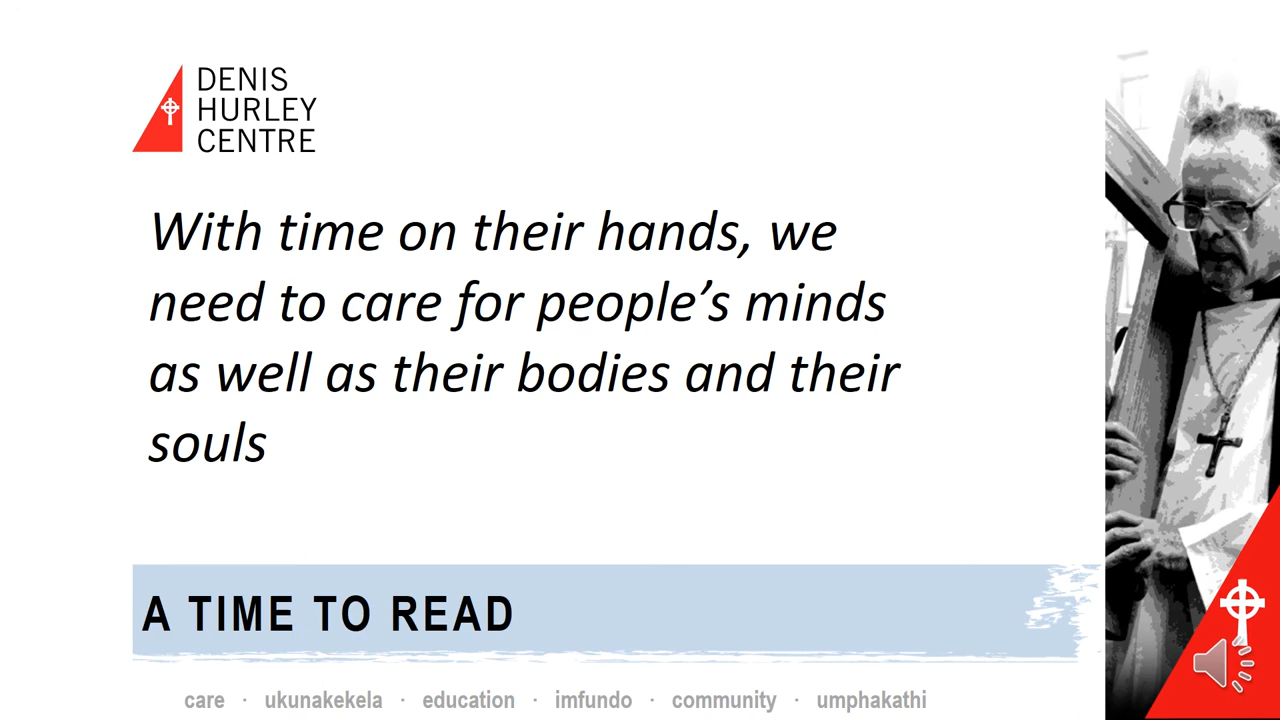 DENIS
HURLEY
CENTRE
With time on their hands, we
need to care for people’s minds
as well as their bodies and their
souls
A TIME TO READ
care · ukunakekela · education · imfundo · community · umphakathi